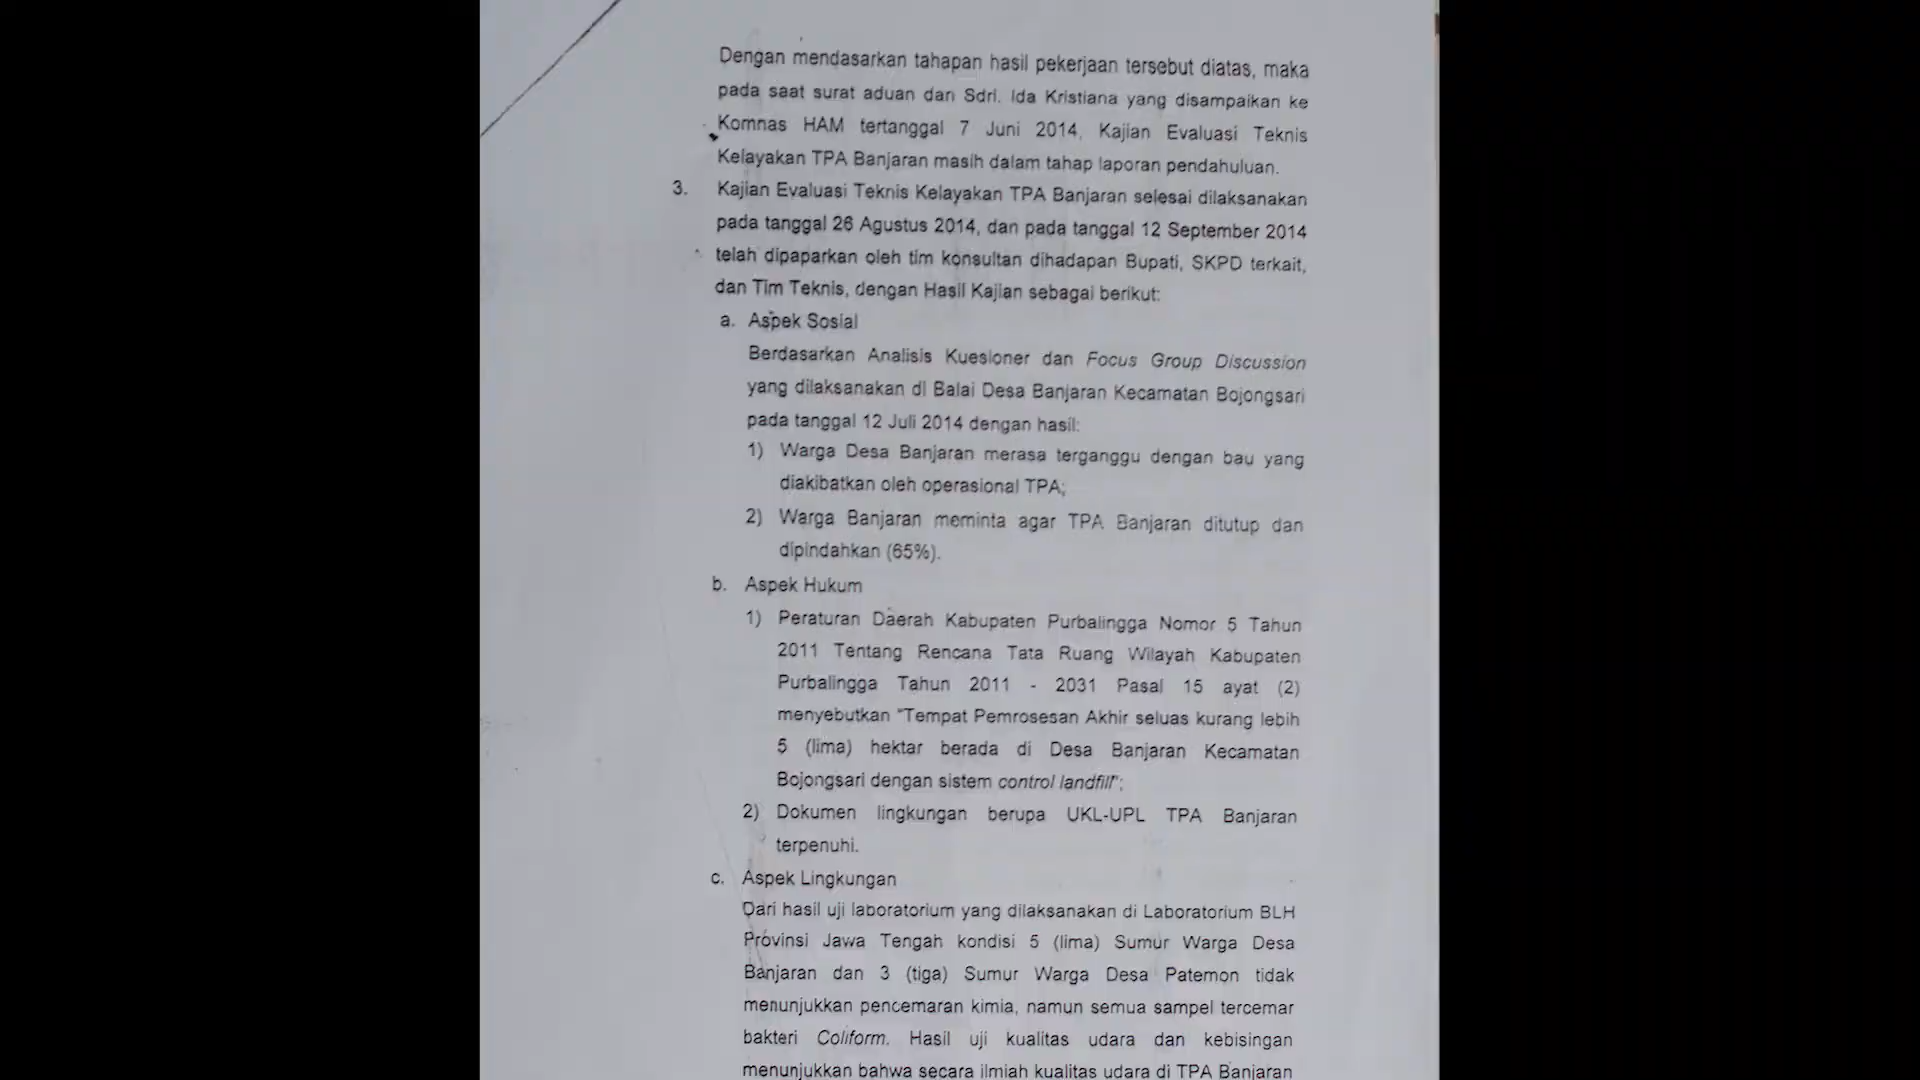 Dengan mendasarkan tahapan hasil pekerjaan tersebut diatas, maka
pada saat surat aduan dari Sdri. Ida Kristiana yang disampaikan ke
Komnas HAM tertanggal 7 Juni 2014, Kajian Evaluasi Teknis
Kelayakan TPA Banjaran masih dalam tahap laporan pendahuluan.
3. Kajian Evaluasi Teknis Kelayakan TPA Banjaran selesai dilaksanakan
pada tanggal 26 Agustus 2014, dan pada tanggal 12 September 2014
telah dipaparkan oleh tim konsultan dihadapan Bupati, SKPD terkait,
dan Tim Teknis, dengan Hasil Kajian sebagai berikut:
a. Aspek Sosial
Berdasarkan Analisis Kuesioner dan Focus Group Discussion
yang dilaksanakan di Balai Desa Banjaran Kecamatan Bojongsari
pada tanggal 12 Juli 2014 dengan hasil:
1) Warga Desa Banjaran merasa terganggu dengan bau yang
diakibatkan oleh operasional TPA;
2) Warga Banjaran meminta agar TPA Banjaran ditutup dan
dipindahkan (65%).
b. Aspek Hukum
1) Peraturan Daerah Kabupaten Purbalingga Nomor 5 Tahun
2011 Tentang Rencana Tata Ruang Wilayah Kabupaten
Purbalingga Tahun 2011 - 2031 Pasal 15 ayat (2)
menyebutkan "Tempat Pemrosesan Akhir seluas kurang lebih
5 (lima) hektar berada di Desa Banjaran Kecamatan
Bojongsari dengan sistem control landfill";
2) Dokumen lingkungan berupa UKL-UPL TPA Banjaran
terpenuhi.
c. Aspek Lingkungan
Dari hasil uji laboratorium yang dilaksanakan di Laboratorium BLH
Provinsi Jawa Tengah kondisi 5 (lima) Sumur Warga Desa
Banjaran dan 3 (tiga) Sumur Warga Desa Patemon tidak
menunjukkan pencemaran kimia, namun semua sampel tercemar
bakteri Coliform. Hasil uji kualitas udara dan kebisingan
menunjukkan bahwa secara ilmiah kualitas udara di TPA Banjaran